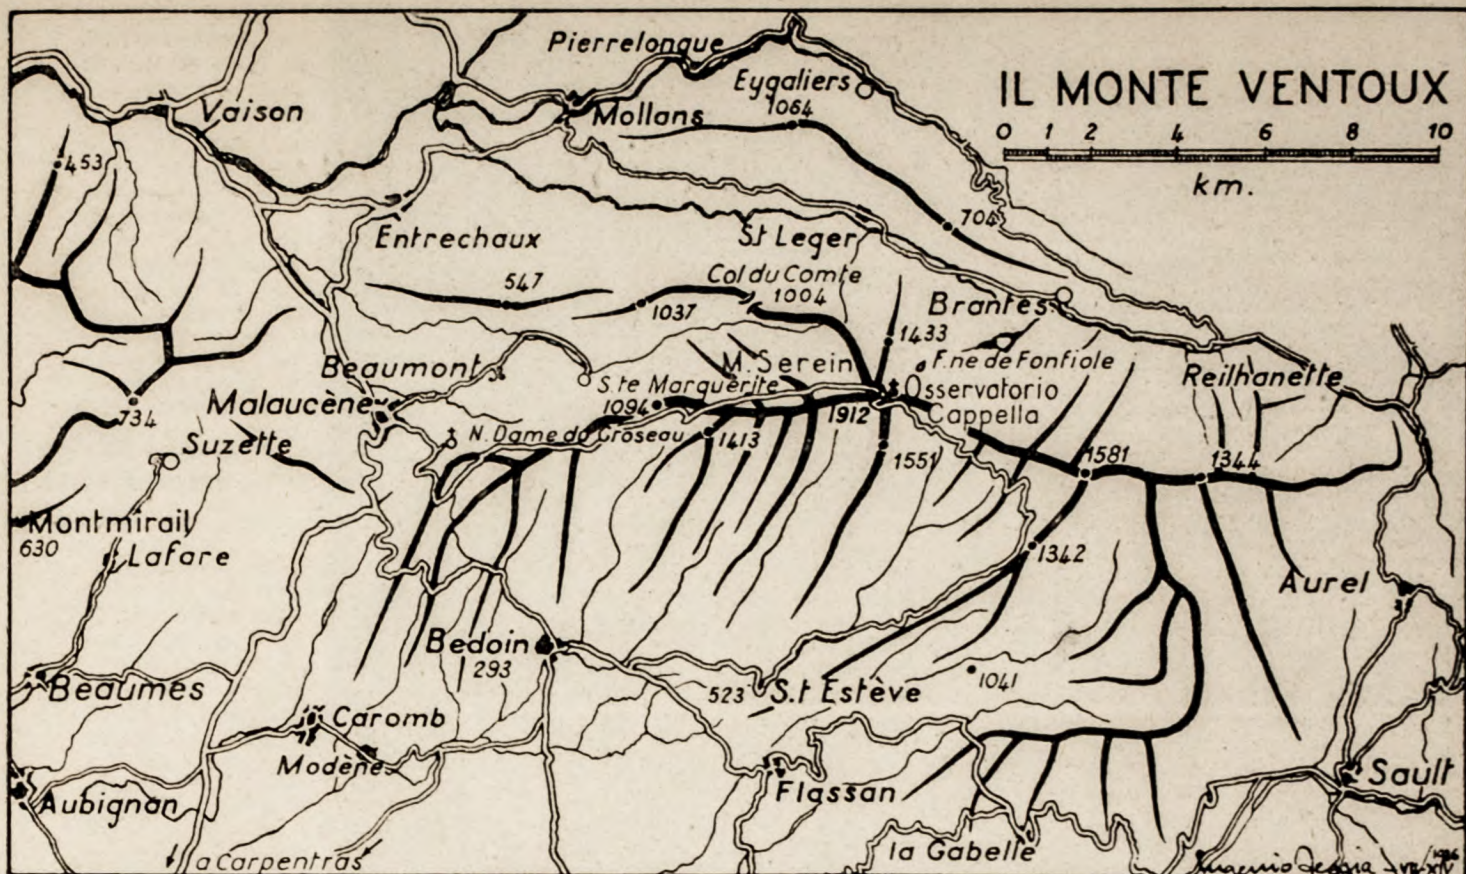 IL MONTE VENTOUX
0 1 2 4 6 8 10
km.
Pierrelongue
Eygaliers
1064
Vaison
Mollans
453
704
Entrechaux
St Leger
Col du Comte
1004
547
1037
Brantes
1433
M. Serein
F.ne de Fonfiole
Beaumont
S.te Marguerite
Osservatorio
Reilhanette
Malaucène
1094
1912
Cappella
734
N. Dame du Gröseau
1413
Suzette
1551
1581
1344
Montmirail
630
Lafare
1342
Aurel
Bedoin
293
Beaumes
523
S.t Estève
1041
Caromb
Modène
Flassan
Sault
Aubignan
la Gabelle
a Carpentras
1936
XIV